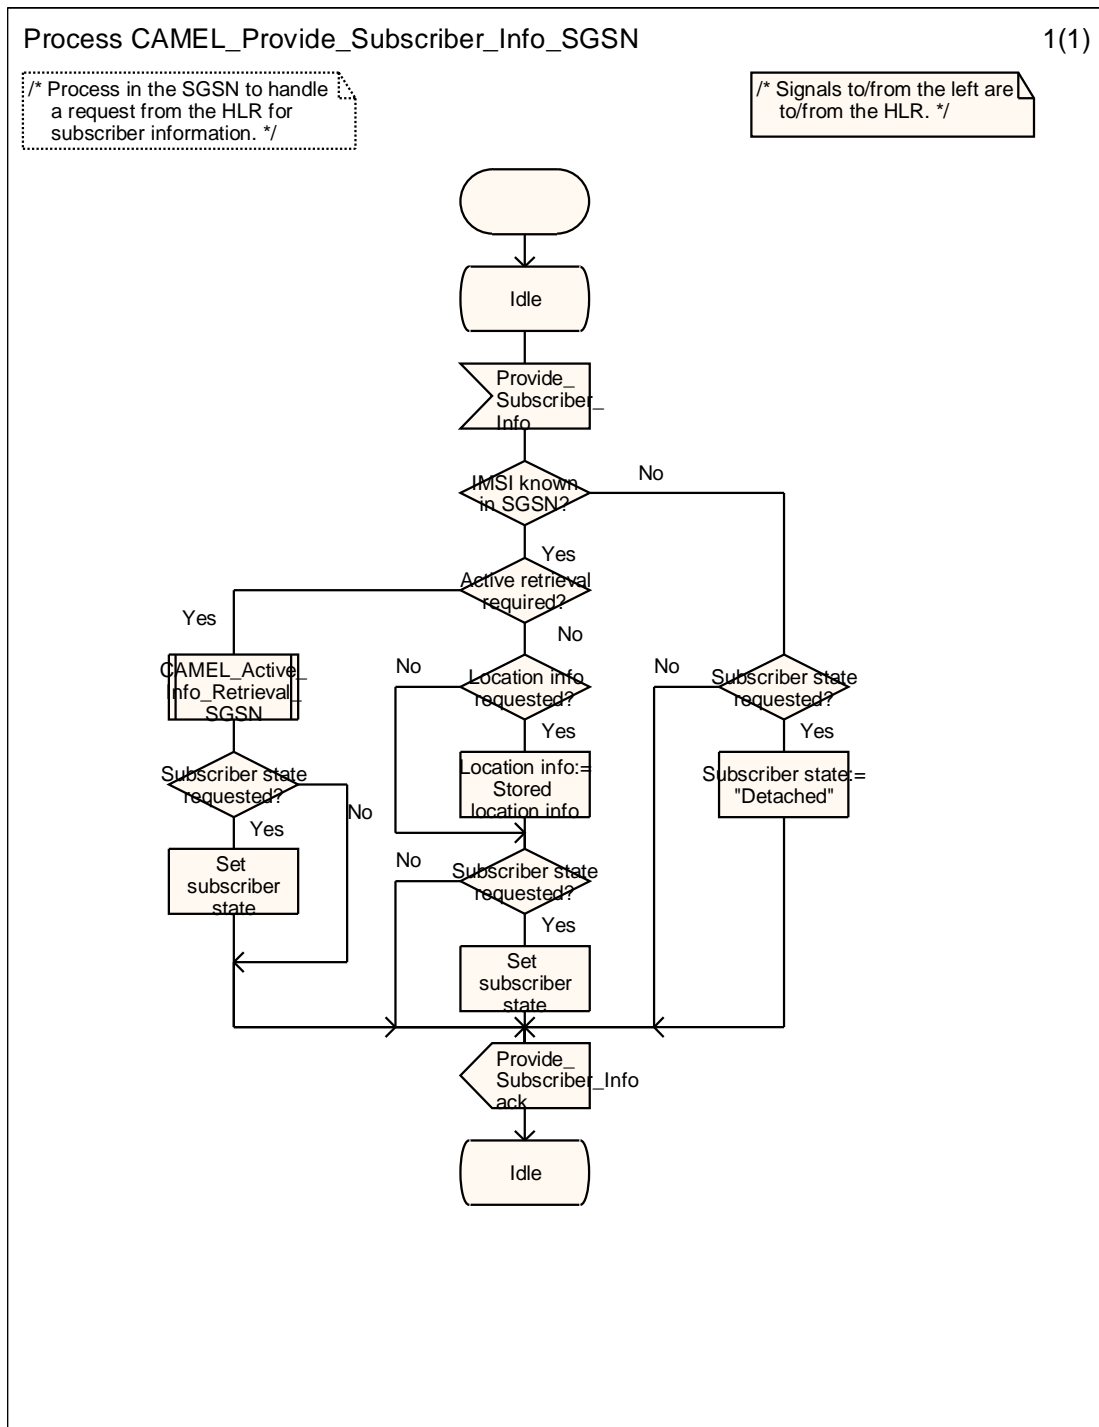 Process CAMEL_Provide_Subscriber_Info_SGSN
1(1)
/* Process in the SGSN to handle
a request from the HLR for
subscriber information. */
/* Signals to/from the left are
to/from the HLR. */
Idle
Provide_
Subscriber_
Info
IMSI known
in SGSN?
No
Yes
Active retrieval
required?
Yes
No
CAMEL_Active_
Info_Retrieval_
SGSN
No
Location info
requested?
No
Subscriber state
requested?
Yes
Yes
Subscriber state
requested?
No
Location info:=
Stored
location info
Subscriber state:=
"Detached"
Yes
Set
subscriber
state
No
Subscriber state
requested?
Yes
Set
subscriber
state
Provide_
Subscriber_Info
ack
Idle